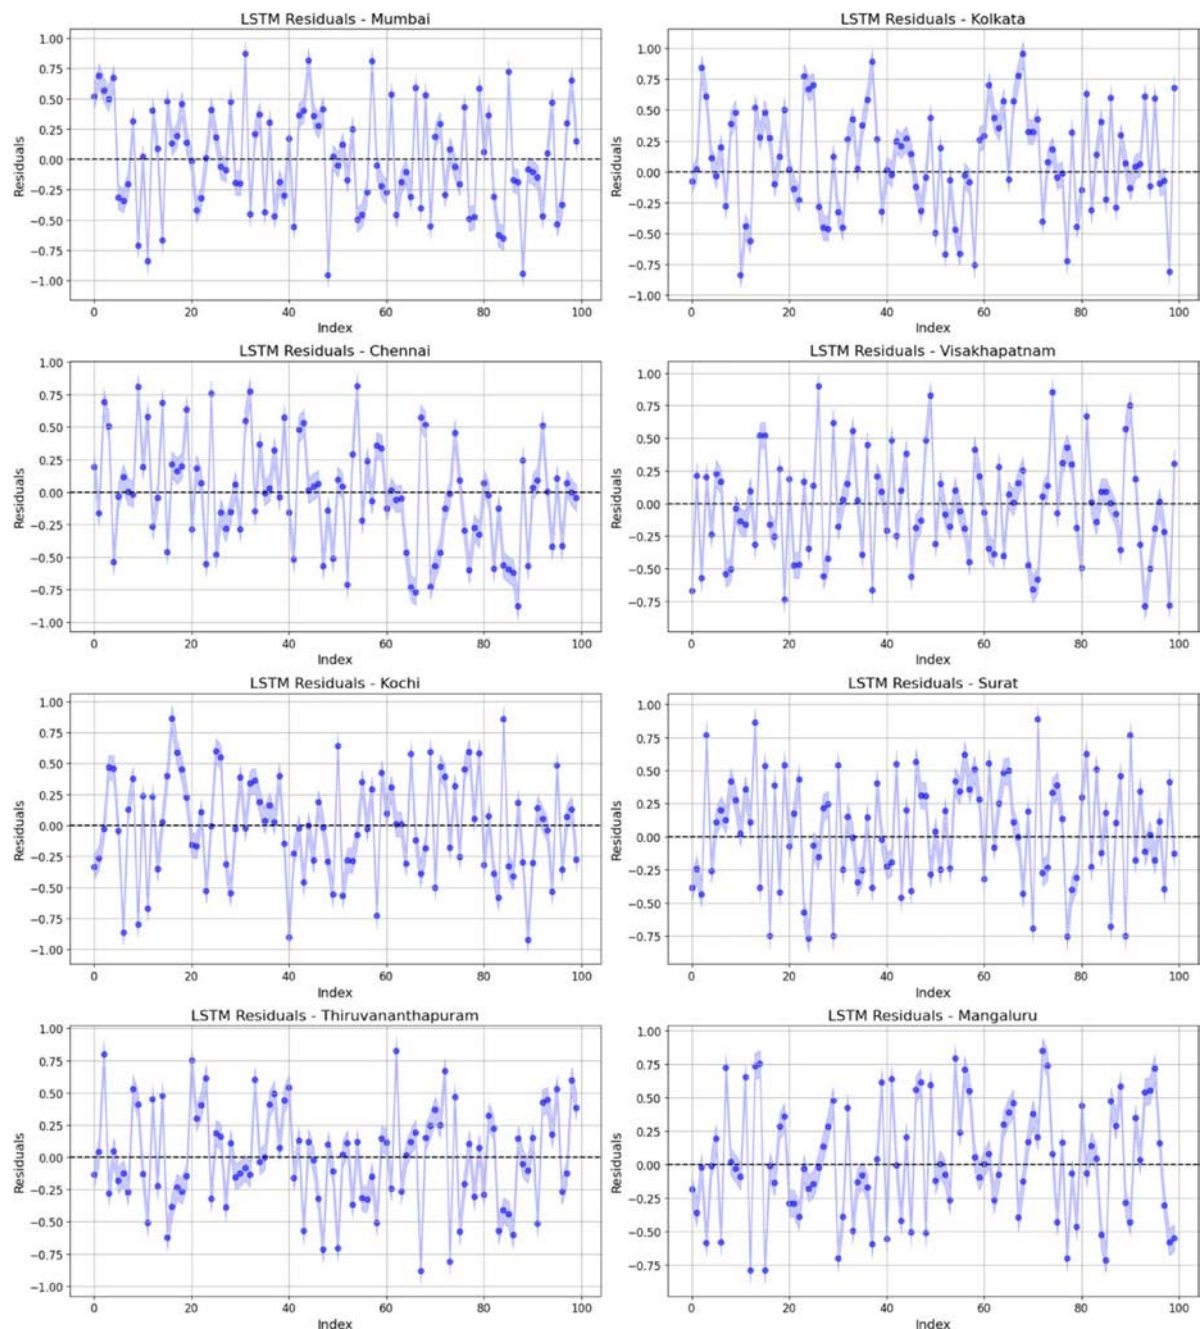 LSTM Residuals - Mumbai
1.00
0.75
0.50
0.25
0.00
−0.25
−0.50
−0.75
−1.00
Residuals
0 20 40 60 80 100
Index
LSTM Residuals - Kolkata
1.00
0.75
0.50
0.25
0.00
−0.25
−0.50
−0.75
−1.00
Residuals
0 20 40 60 80 100
Index
LSTM Residuals - Chennai
1.00
0.75
0.50
0.25
0.00
−0.25
−0.50
−0.75
−1.00
Residuals
0 20 40 60 80 100
Index
LSTM Residuals - Visakhapatnam
1.00
0.75
0.50
0.25
0.00
−0.25
−0.50
−0.75
Residuals
0 20 40 60 80 100
Index
LSTM Residuals - Kochi
1.00
0.75
0.50
0.25
0.00
−0.25
−0.50
−0.75
−1.00
Residuals
0 20 40 60 80 100
Index
LSTM Residuals - Surat
1.00
0.75
0.50
0.25
0.00
−0.25
−0.50
−0.75
Residuals
0 20 40 60 80 100
Index
LSTM Residuals - Thiruvananthapuram
1.00
0.75
0.50
0.25
0.00
−0.25
−0.50
−0.75
−1.00
Residuals
0 20 40 60 80 100
Index
LSTM Residuals - Mangaluru
1.00
0.75
0.50
0.25
0.00
−0.25
−0.50
−0.75
Residuals
0 20 40 60 80 100
Index